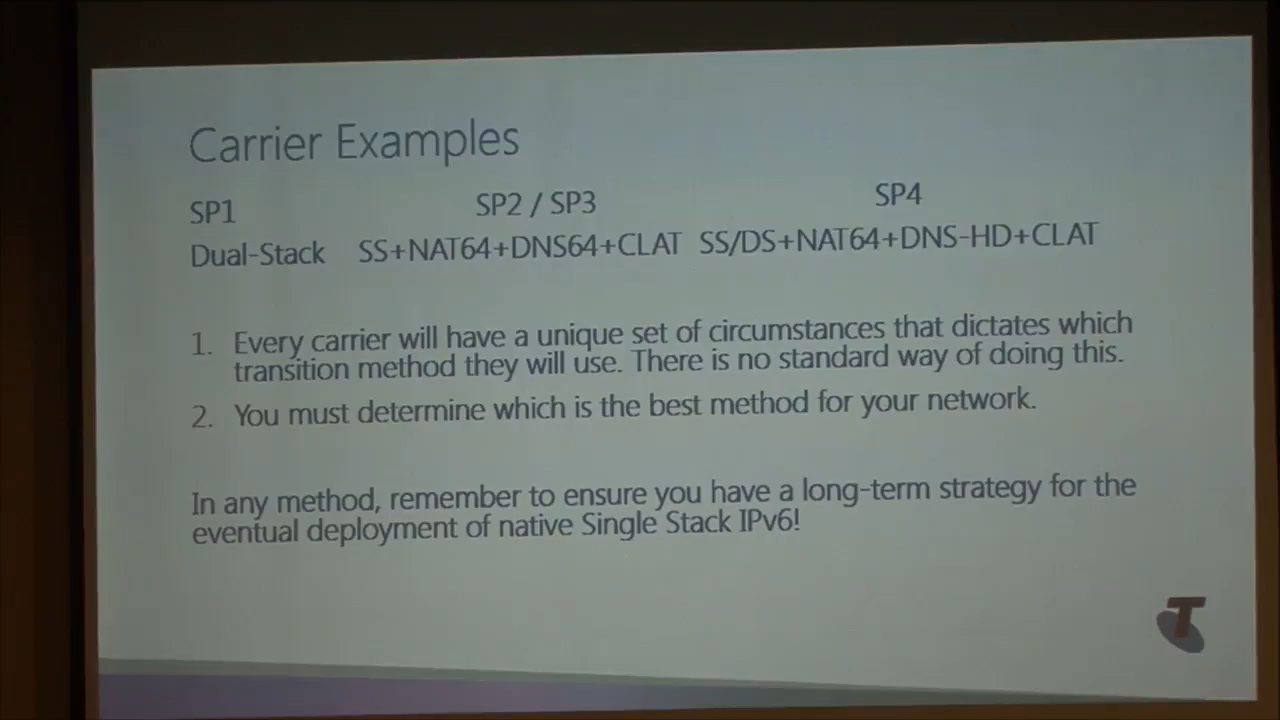 Carrier Examples
SP1 SP2 / SP3 SP4
Dual-Stack SS+NAT64+DNS64+CLAT SS/DS+NAT64+DNS-HD+CLAT
1. Every carrier will have a unique set of circumstances that dictates which
transition method they will use. There is no standard way of doing this.
2. You must determine which is the best method for your network.
In any method, remember to ensure you have a long-term strategy for the
eventual deployment of native Single Stack IPv6!
T